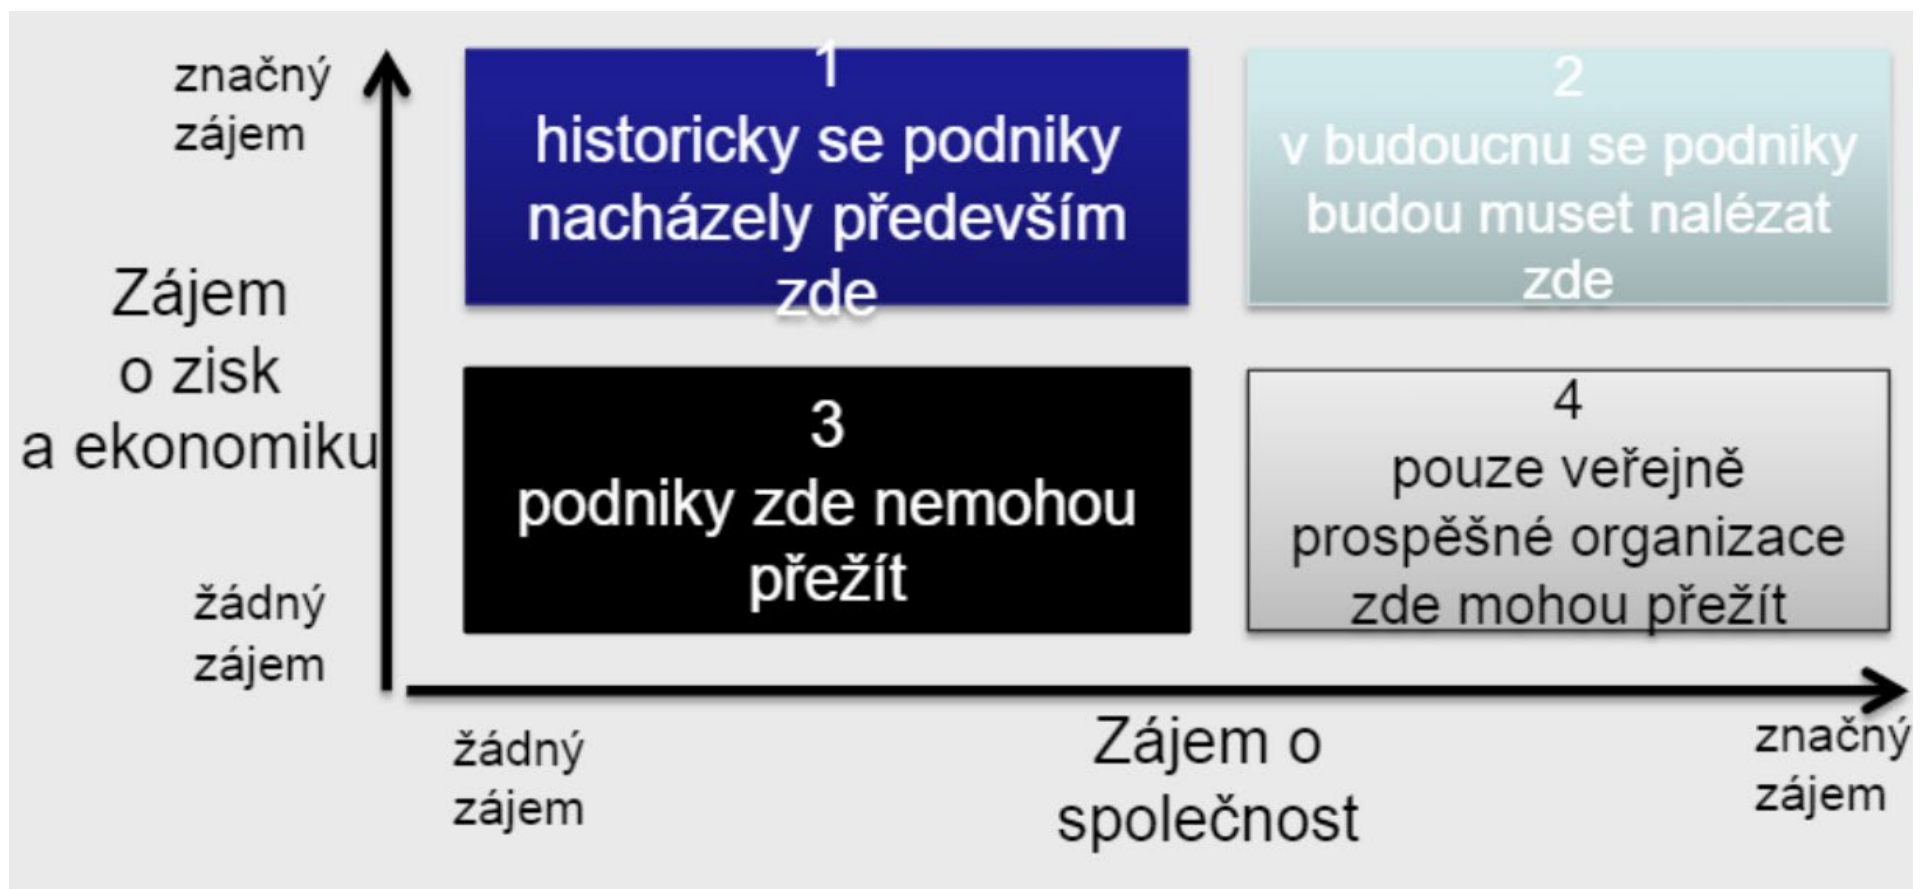 značný
zájem
Zájem
o zisk
a ekonomiku
žádný
zájem
1
historicky se podniky
nacházely především
zde
2
v budoucnu se podniky
budou muset nalézat
zde
3
podniky zde nemohou
přežít
4
pouze veřejně
prospěšné organizace
zde mohou přežít
žádný
zájem
Zájem o
společnost
značný
zájem